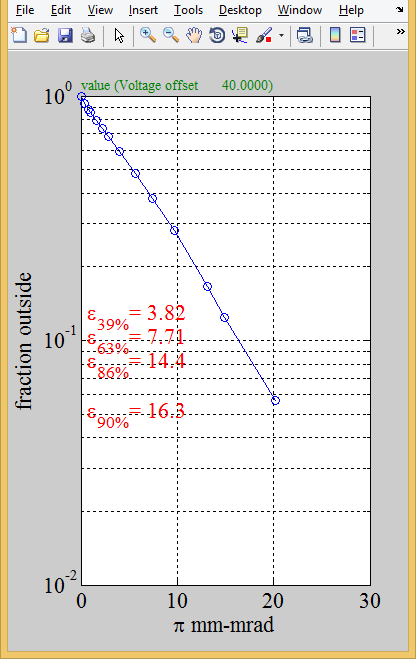 File Edit View Insert Tools Desktop Window Help
value (Voltage offset 40.0000)
10^0
ε39% = 3.82
10^-1
ε63% = 7.71
ε86% = 14.4
ε90% = 16.3
fraction outside
10^-2
0 10 20 30
π mm-mrad